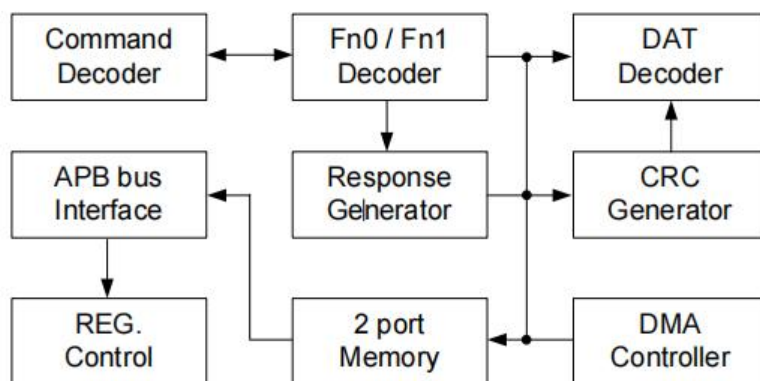 Command
Decoder
Fn0 / Fn1
Decoder
DAT
Decoder
APB bus
Interface
Response
Generator
CRC
Generator
REG.
Control
2 port
Memory
DMA
Controller